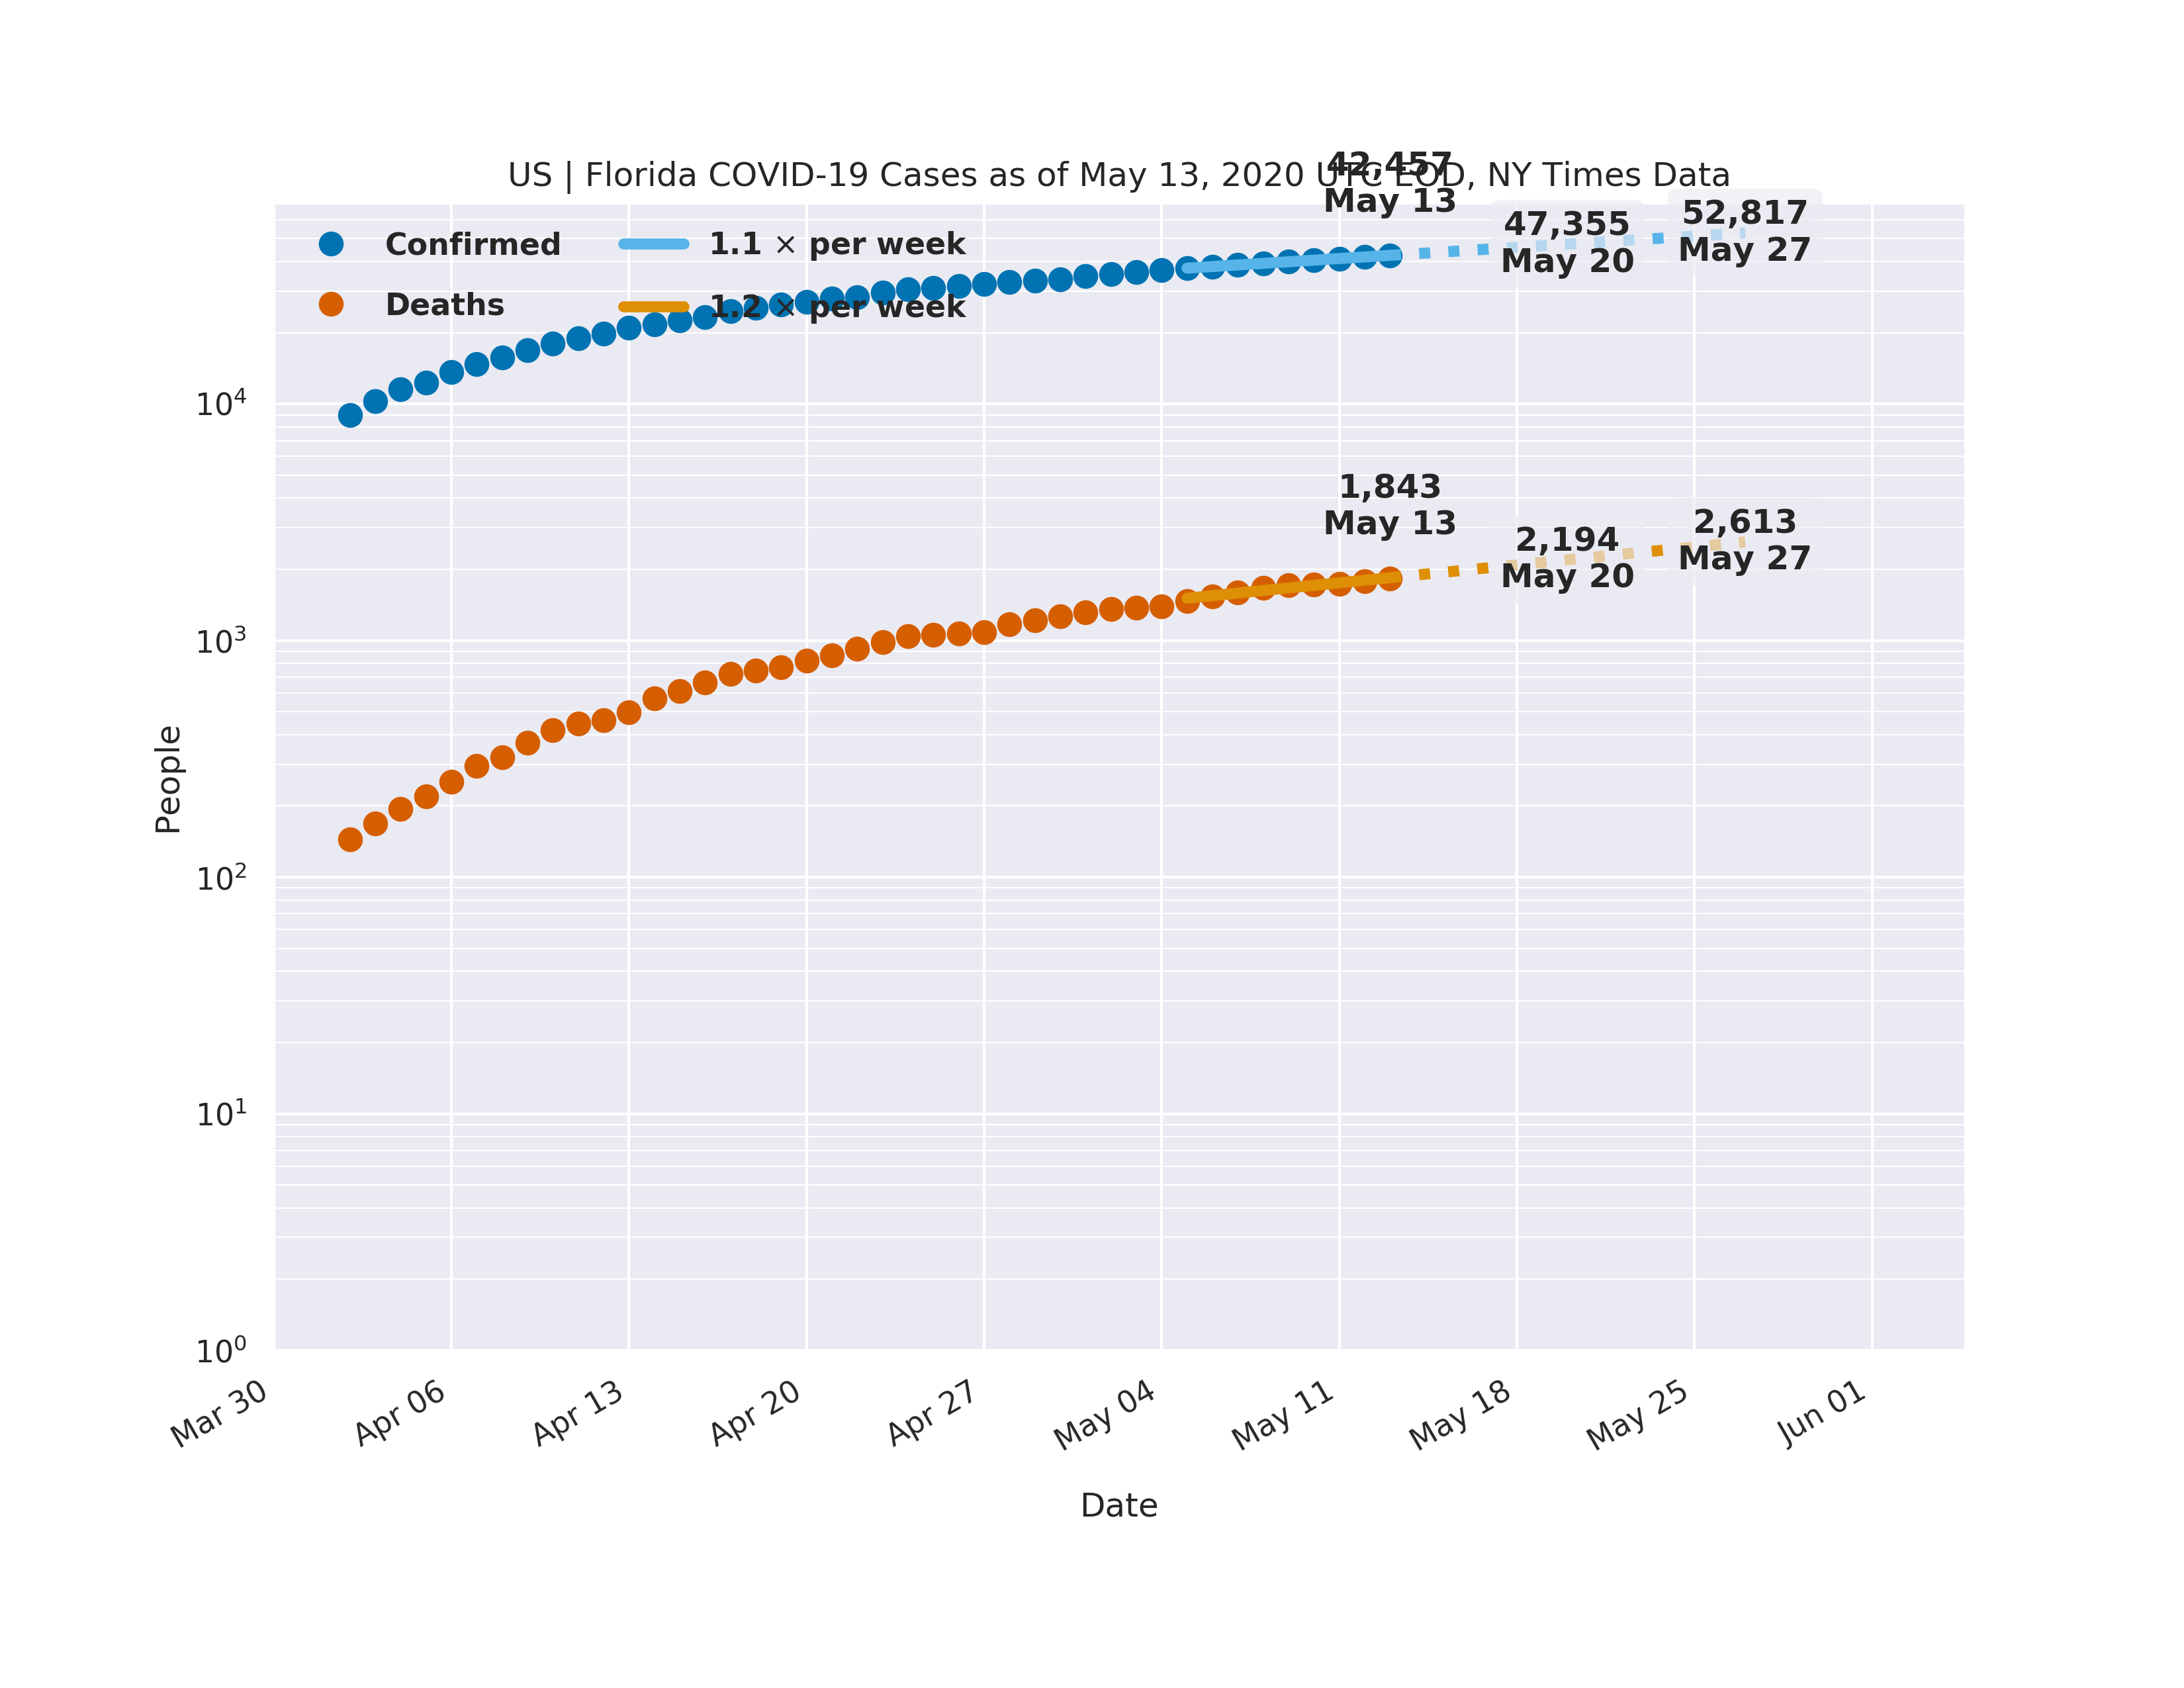 US | Florida COVID-19 Cases as of May 13, 2020 UTC EOD, NY Times Data
42,457
May 13
47,355
May 20
52,817
May 27
Confirmed
1.1 × per week
Deaths
1.2 × per week
1,843
May 13
2,194
May 20
2,613
May 27
People
10⁴
10³
10²
10¹
10⁰
Mar 30
Apr 06
Apr 13
Apr 20
Apr 27
May 04
May 11
May 18
May 25
Jun 01
Date